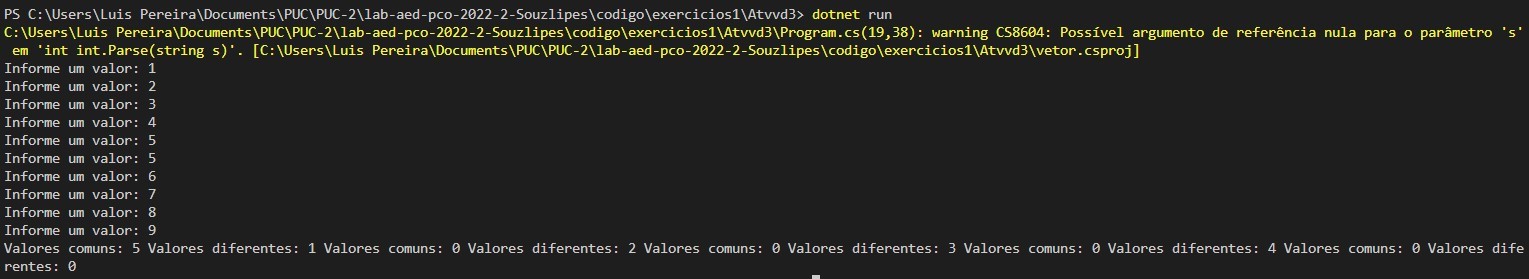 PS C:\Users\Luis Pereira\Documents\PUC\PUC-2\lab-aed-pco-2022-2-Souzlipes\codigo\exercicios1\Atvvd3> dotnet run
C:\Users\Luis Pereira\Documents\PUC\PUC-2\lab-aed-pco-2022-2-Souzlipes\codigo\exercicios1\Atvvd3\Program.cs(19,38): warning CS8604: Possível argumento de referência nula para o parâmetro 's'
em 'int int.Parse(string s)'. [C:\Users\Luis Pereira\Documents\PUC\PUC-2\lab-aed-pco-2022-2-Souzlipes\codigo\exercicios1\Atvvd3\vetor.csproj]
Informe um valor: 1
Informe um valor: 2
Informe um valor: 3
Informe um valor: 4
Informe um valor: 5
Informe um valor: 5
Informe um valor: 6
Informe um valor: 7
Informe um valor: 8
Informe um valor: 9
Valores comuns: 5 Valores diferentes: 1 Valores comuns: 0 Valores diferentes: 2 Valores comuns: 0 Valores diferentes: 3 Valores comuns: 0 Valores diferentes: 4 Valores comuns: 0 Valores dife
rentes: 0